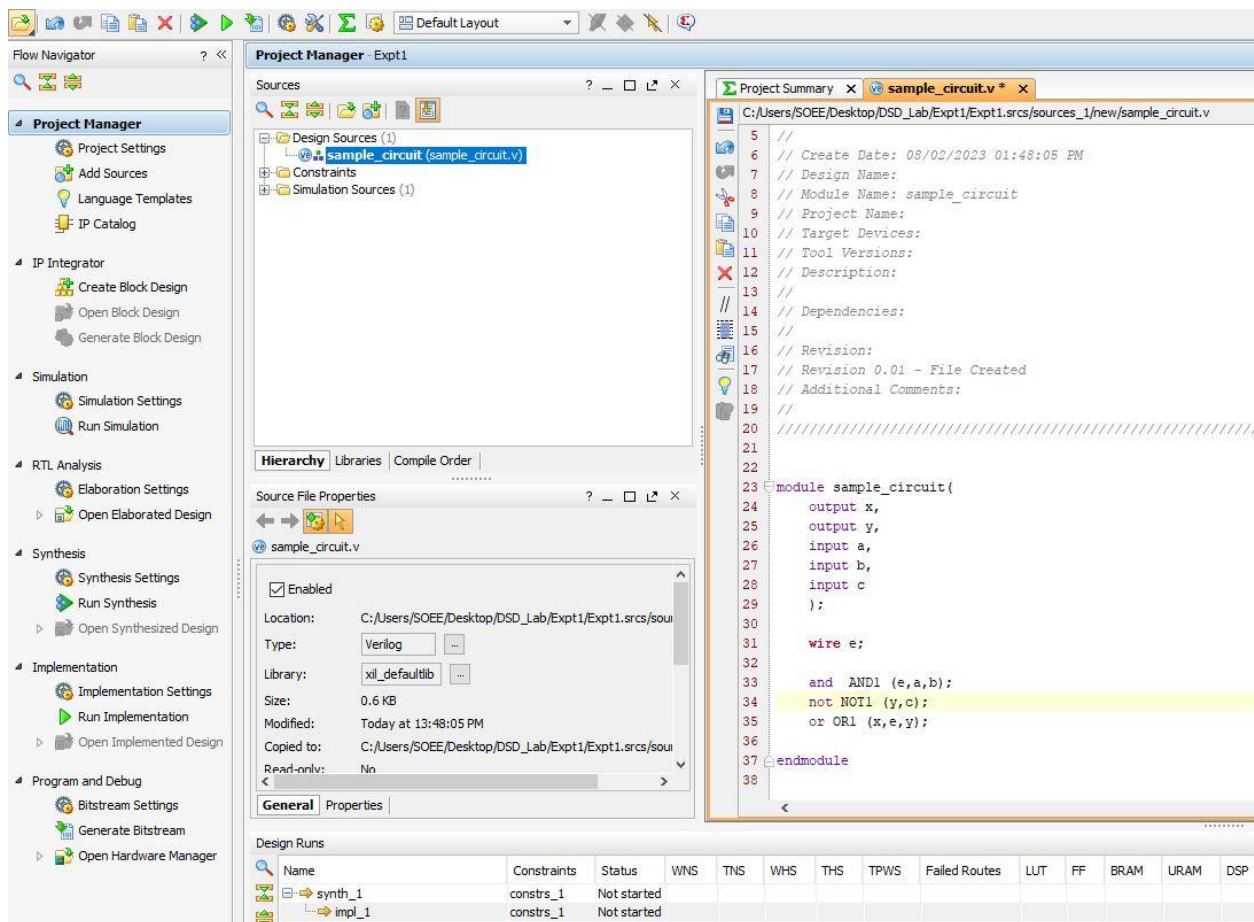 Default Layout
Flow Navigator ? «
Project Manager
Project Settings
Add Sources
Language Templates
IP Catalog
IP Integrator
Create Block Design
Open Block Design
Generate Block Design
Simulation
Simulation Settings
Run Simulation
RTL Analysis
Elaboration Settings
Open Elaborated Design
Synthesis
Synthesis Settings
Run Synthesis
Open Synthesized Design
Implementation
Implementation Settings
Run Implementation
Open Implemented Design
Program and Debug
Bitstream Settings
Generate Bitstream
Open Hardware Manager
Project Manager - Expt1
Sources
Design Sources (1)
sample_circuit (sample_circuit.v)
Constraints
Simulation Sources (1)
Hierarchy Libraries Compile Order
Source File Properties
sample_circuit.v
Enabled
Location: C:/Users/SOEE/Desktop/DSD_Lab/Expt1/Expt1.srcs/sour
Type: Verilog ...
Library: xil_defaultlib ...
Size: 0.6 KB
Modified: Today at 13:48:05 PM
Copied to: C:/Users/SOEE/Desktop/DSD_Lab/Expt1/Expt1.srcs/sour
Read-only: No
General Properties
Project Summary sample_circuit.v *
C:/Users/SOEE/Desktop/DSD_Lab/Expt1/Expt1.srcs/sources_1/new/sample_circuit.v
5 //
6 // Create Date: 08/02/2023 01:48:05 PM
7 // Design Name:
8 // Module Name: sample_circuit
9 // Project Name:
10 // Target Devices:
11 // Tool Versions:
12 // Description:
13 //
14 // Dependencies:
15 //
16 // Revision:
17 // Revision 0.01 - File Created
18 // Additional Comments:
19 //
20 ////////////////////////////////////////////////////////////
21
22
23 module sample_circuit(
24 output x,
25 output y,
26 input a,
27 input b,
28 input c
29 );
30
31 wire e;
32
33 and AND1 (e,a,b);
34 not NOT1 (y,c);
35 or OR1 (x,e,y);
36
37 endmodule
38
Design Runs
Name Constraints Status WNS TNS WHS THS TPWS Failed Routes LUT FF BRAM URAM DSP
synth_1 constrs_1 Not started
impl_1 constrs_1 Not started